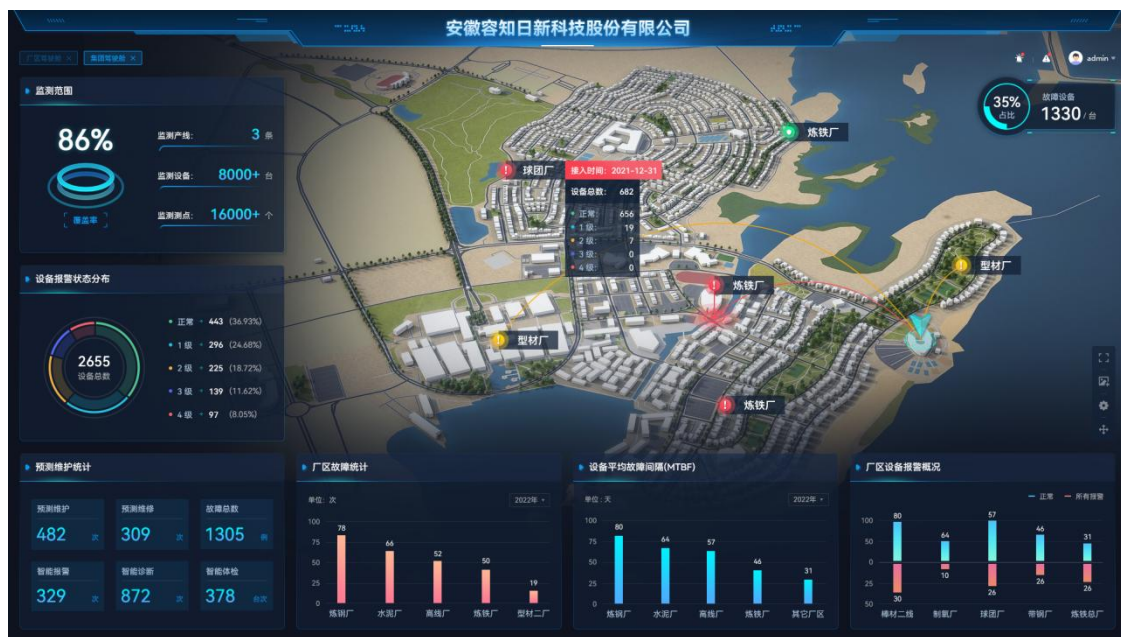 安徽容知日新科技股份有限公司
厂区驾驶舱 ×
集团驾驶舱 ×
admin
监测范围
86%
覆盖率
监测产线: 3 条
监测设备: 8000+ 台
监测测点: 16000+ 个
35%
占比
故障设备
1330 / 台
炼铁厂
球团厂
接入时间: 2021-12-31
设备总数: 682
正常: 656
1 级: 19
2 级: 7
3 级: 0
4 级: 0
型材厂
炼铁厂
型材厂
炼铁厂
设备报警状态分布
2655
设备总数
正常 443 (36.93%)
1 级 296 (24.68%)
2 级 225 (18.72%)
3 级 139 (11.62%)
4 级 97 (8.05%)
预测维护统计
预测维护
482 次
预测维修
309 次
故障总数
1305 例
智能报警
329 次
智能诊断
872 次
智能体检
378 台次
厂区故障统计
单位: 次
2022年
100
75
50
25
0
78
66
52
50
19
炼钢厂
水泥厂
高线厂
炼铁厂
型材二厂
设备平均故障间隔(MTBF)
单位: 天
2022年
100
75
50
25
0
80
64
57
46
31
炼钢厂
水泥厂
高线厂
炼铁厂
其它厂区
厂区设备报警概况
正常
所有报警
100
50
0
25
50
80
64
57
46
31
30
10
26
26
26
棒材二线
制氧厂
球团厂
带钢厂
炼铁总厂